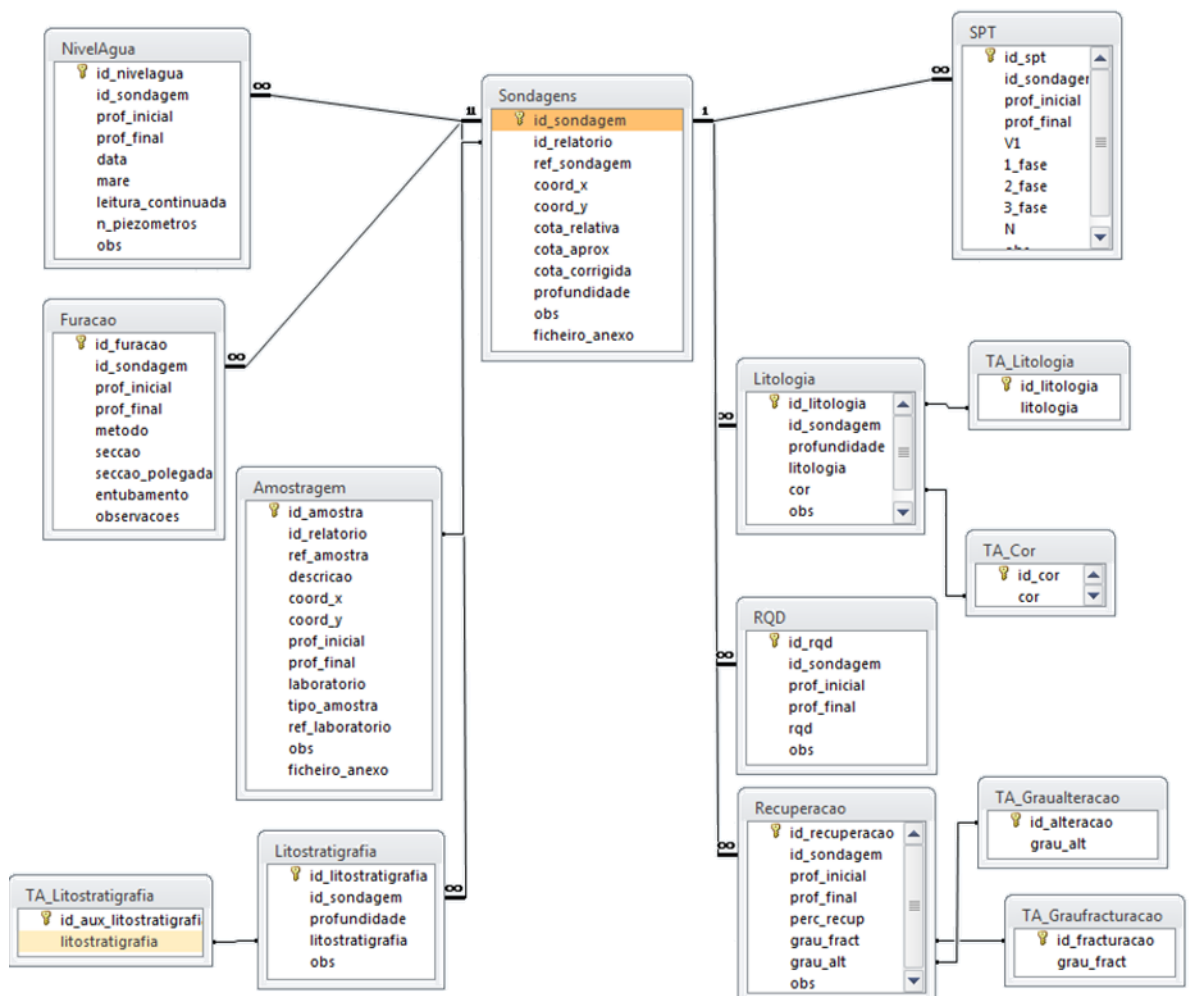 NivelAgua
id_nivelagua
id_sondagem
prof_inicial
prof_final
data
mare
leitura_continuada
n_piezometros
obs
∞
Furacao
id_furacao
id_sondagem
prof_inicial
prof_final
metodo
seccao
seccao_polegada
entubamento
observacoes
∞
Sondagens
id_sondagem
id_relatorio
ref_sondagem
coord_x
coord_y
cota_relativa
cota_aprox
cota_corrigida
profundidade
obs
ficheiro_anexo
1
SPT
id_spt
id_sondager
prof_inicial
prof_final
V1
1_fase
2_fase
3_fase
N
∞
Amostragem
id_amostra
id_relatorio
ref_amostra
descricao
coord_x
coord_y
prof_inicial
prof_final
laboratorio
tipo_amostra
ref_laboratorio
obs
ficheiro_anexo
Litologia
id_litologia
id_sondagem
profundidade
litologia
cor
obs
∞
TA_Litologia
id_litologia
litologia
TA_Cor
id_cor
cor
RQD
id_rqd
id_sondagem
prof_inicial
prof_final
rqd
obs
∞
Recuperacao
id_recuperacao
id_sondagem
prof_inicial
prof_final
perc_recup
grau_fract
grau_alt
obs
∞
TA_Graualteracao
id_alteracao
grau_alt
TA_Graufracturacao
id_fracturacao
grau_fract
Litostratigrafia
id_litostratigrafia
id_sondagem
profundidade
litostratigrafia
obs
∞
TA_Litostratigrafia
id_aux_litostratigrafi
litostratigrafia